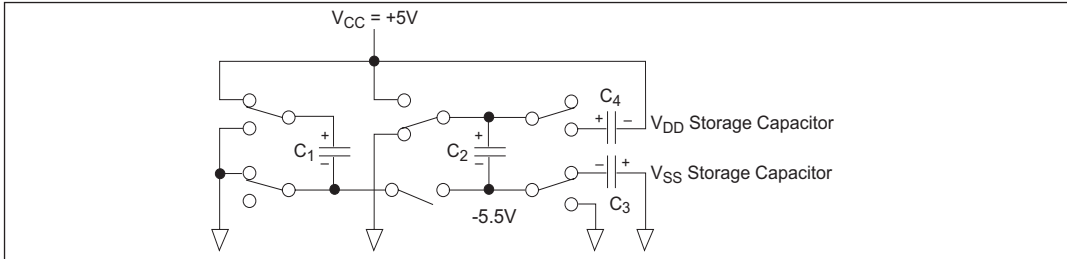 V_CC = +5V
C_4
+ −
V_DD Storage Capacitor
+
C_1
−
+
C_2
−
− +
V_SS Storage Capacitor
C_3
-5.5V